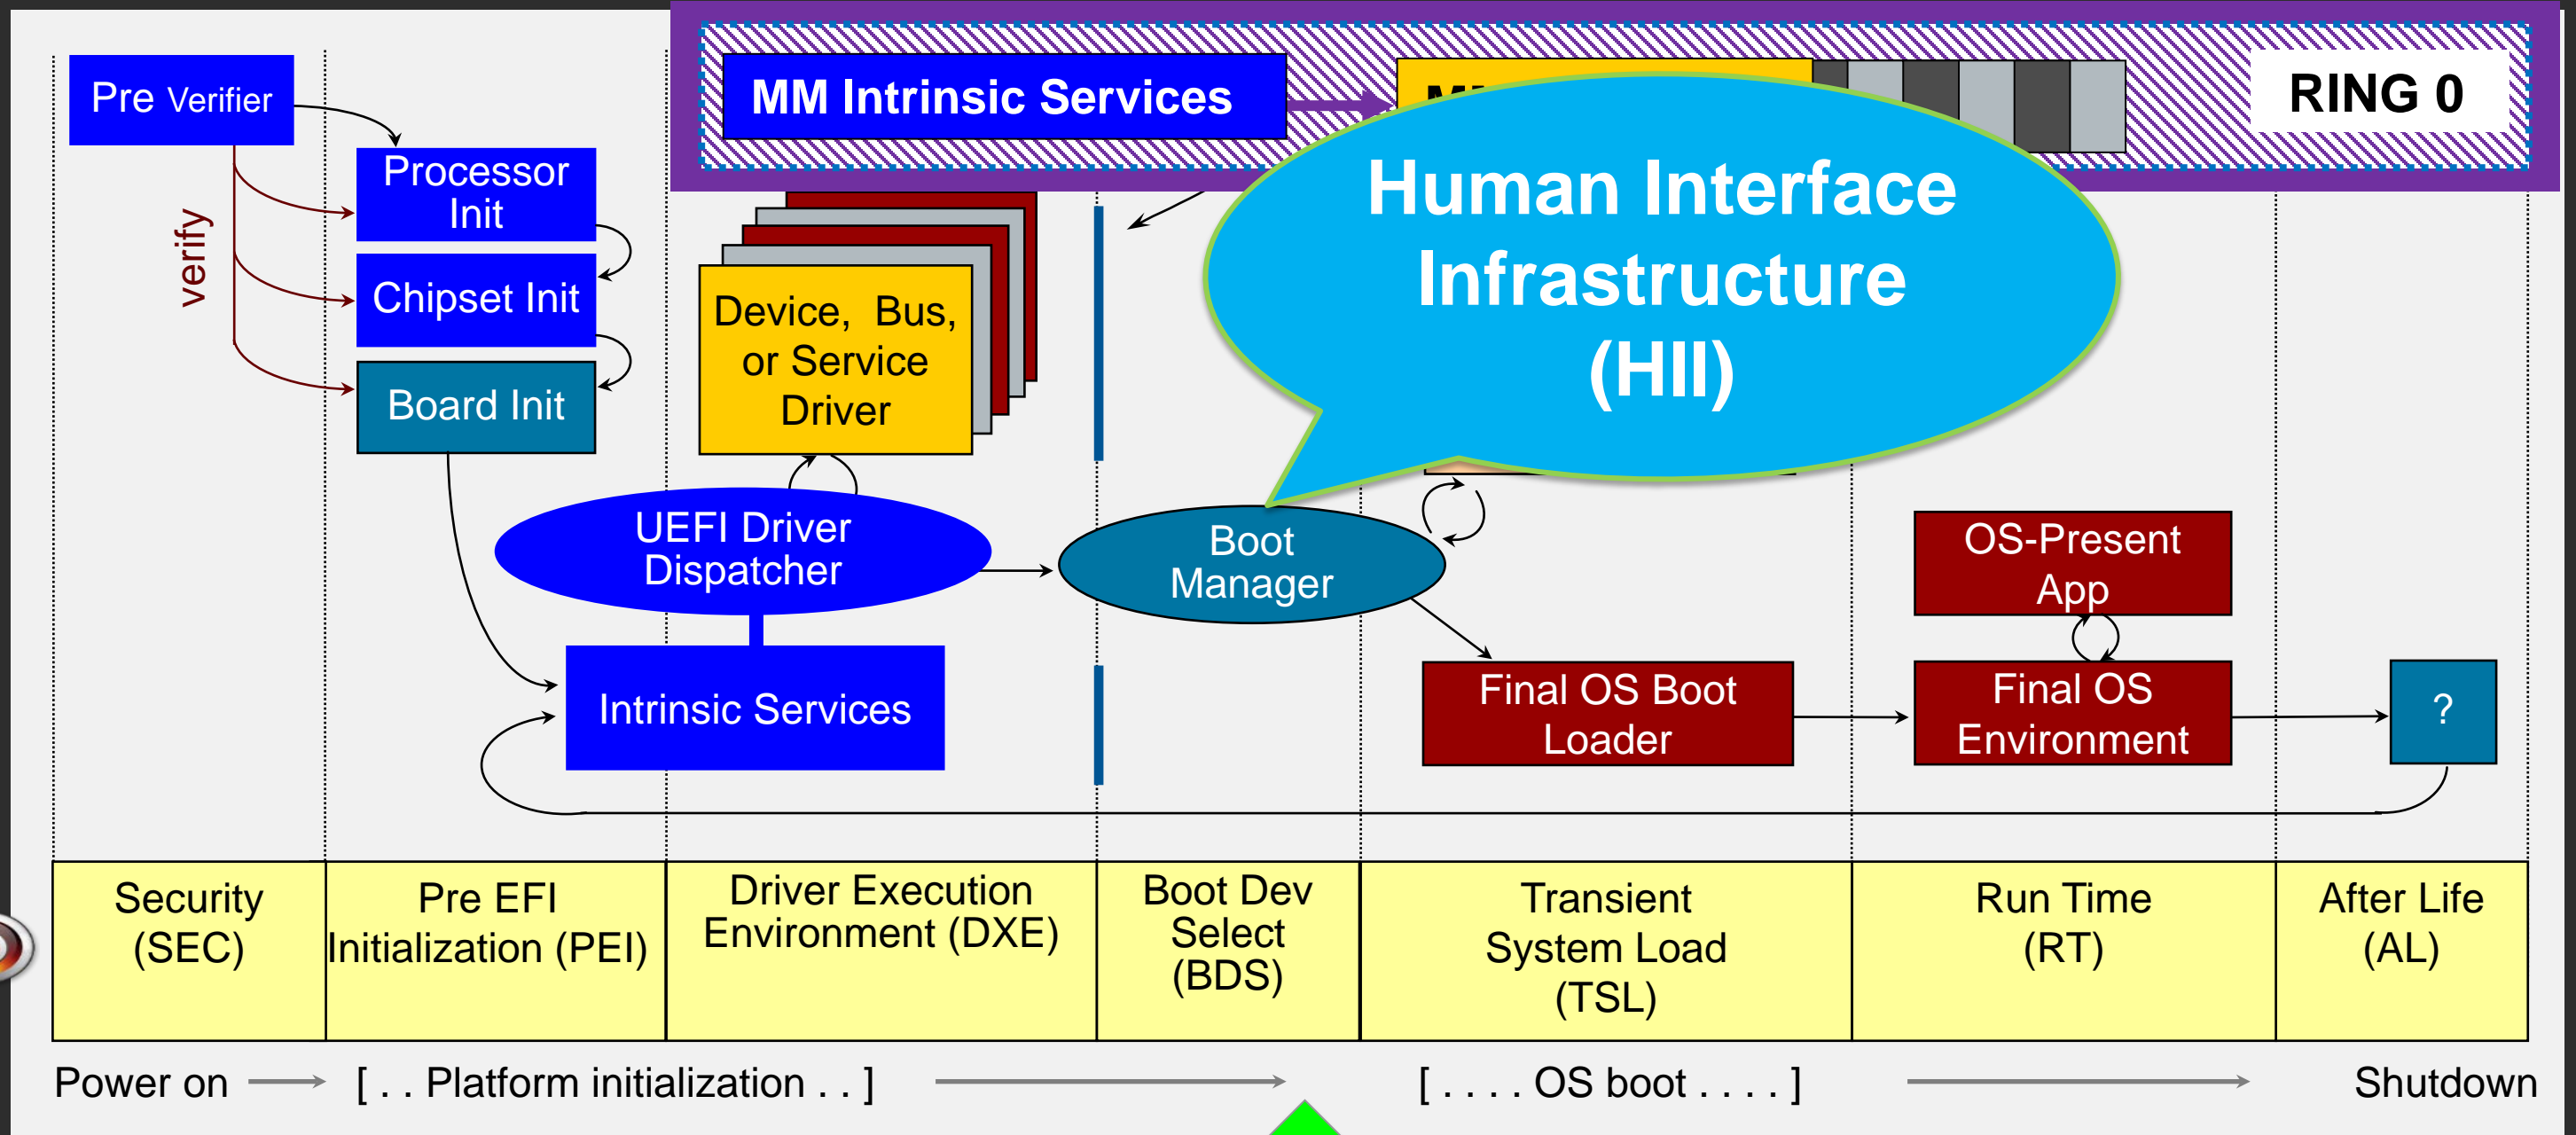 Pre Verifier
MM Intrinsic Services
RING 0
Processor
Init
verify
Chipset Init
Board Init
Device, Bus,
or Service
Driver
Human Interface
Infrastructure
(HII)
UEFI Driver
Dispatcher
Boot
Manager
OS-Present
App
Intrinsic Services
Final OS Boot
Loader
Final OS
Environment
?
Security
(SEC)
Pre EFI
Initialization (PEI)
Driver Execution
Environment (DXE)
Boot Dev
Select
(BDS)
Transient
System Load
(TSL)
Run Time
(RT)
After Life
(AL)
Power on
[ . . Platform initialization . . ]
[ . . . . OS boot . . . . ]
Shutdown